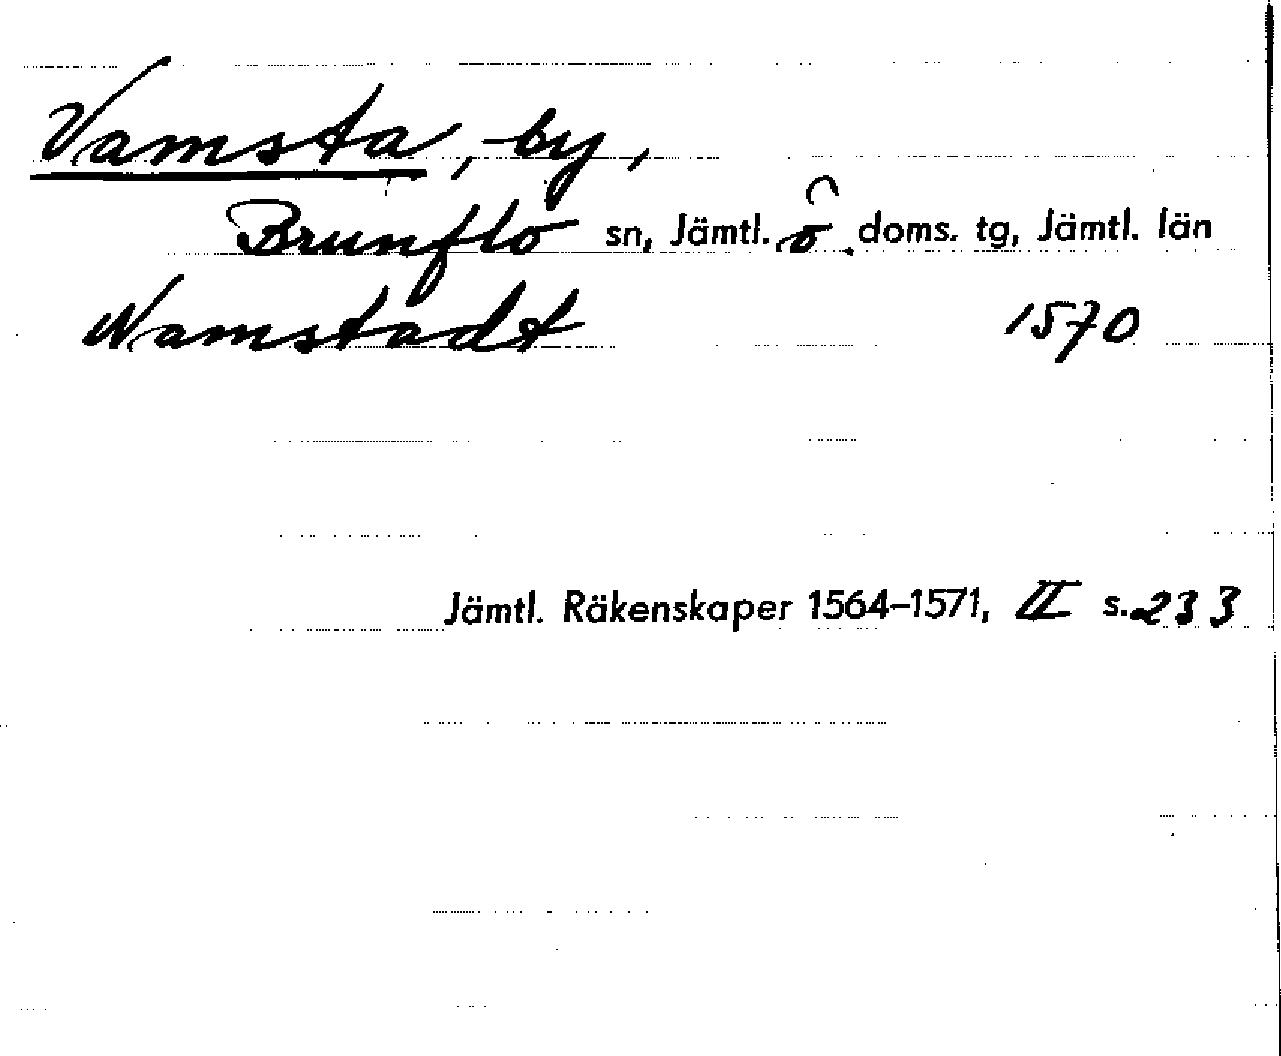 Vamsta, by,
Brunflo sn, Jämtl. ö. doms. tg, Jämtl. län
Wamstadt 1570
Jämtl. Räkenskaper 1564–1571, II s. 233